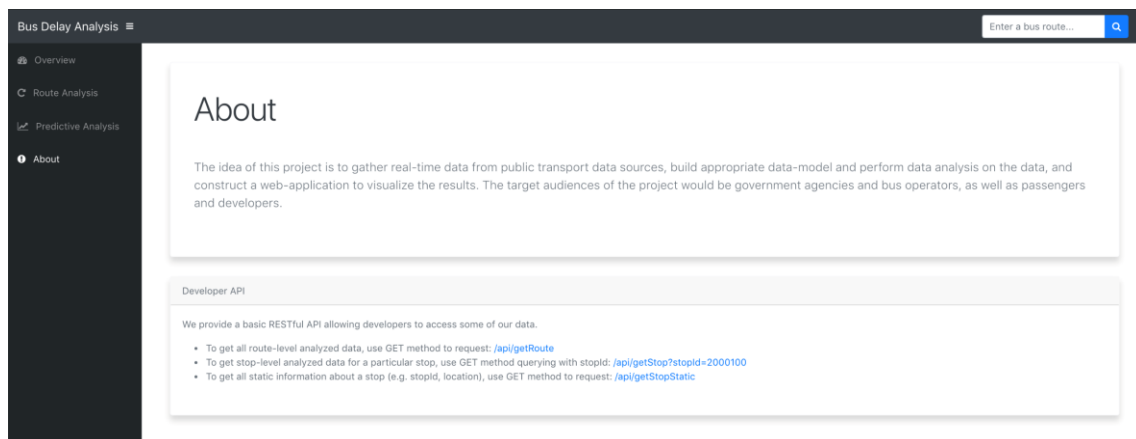 Bus Delay Analysis
Enter a bus route...
Overview
Route Analysis
Predictive Analysis
About
About
The idea of this project is to gather real-time data from public transport data sources, build appropriate data-model and perform data analysis on the data, and
construct a web-application to visualize the results. The target audiences of the project would be government agencies and bus operators, as well as passengers
and developers.
Developer API
We provide a basic RESTful API allowing developers to access some of our data.
• To get all route-level analyzed data, use GET method to request: /api/getRoute
• To get stop-level analyzed data for a particular stop, use GET method querying with stopId: /api/getStop?stopId=2000100
• To get all static information about a stop (e.g. stopId, location), use GET method to request: /api/getStopStatic